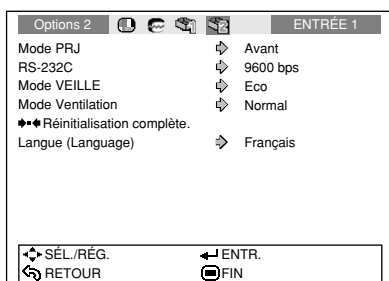 Options 2 ENTRÉE 1
Mode PRJ Avant
RS-232C 9600 bps
Mode VEILLE Eco
Mode Ventilation Normal
Réinitialisation complète.
Langue (Language) Français
SÉL./RÉG. ENTR.
RETOUR FIN